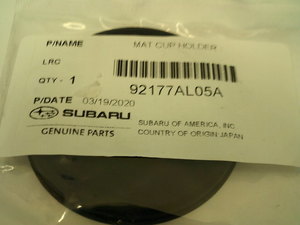 P/NAME MAT CUP HOLDER
LRC
QTY - 1
92177AL05A
P/DATE 03/19/2020
SUBARU
GENUINE PARTS
SUBARU OF AMERICA, INC
COUNTRY OF ORIGIN:JAPAN